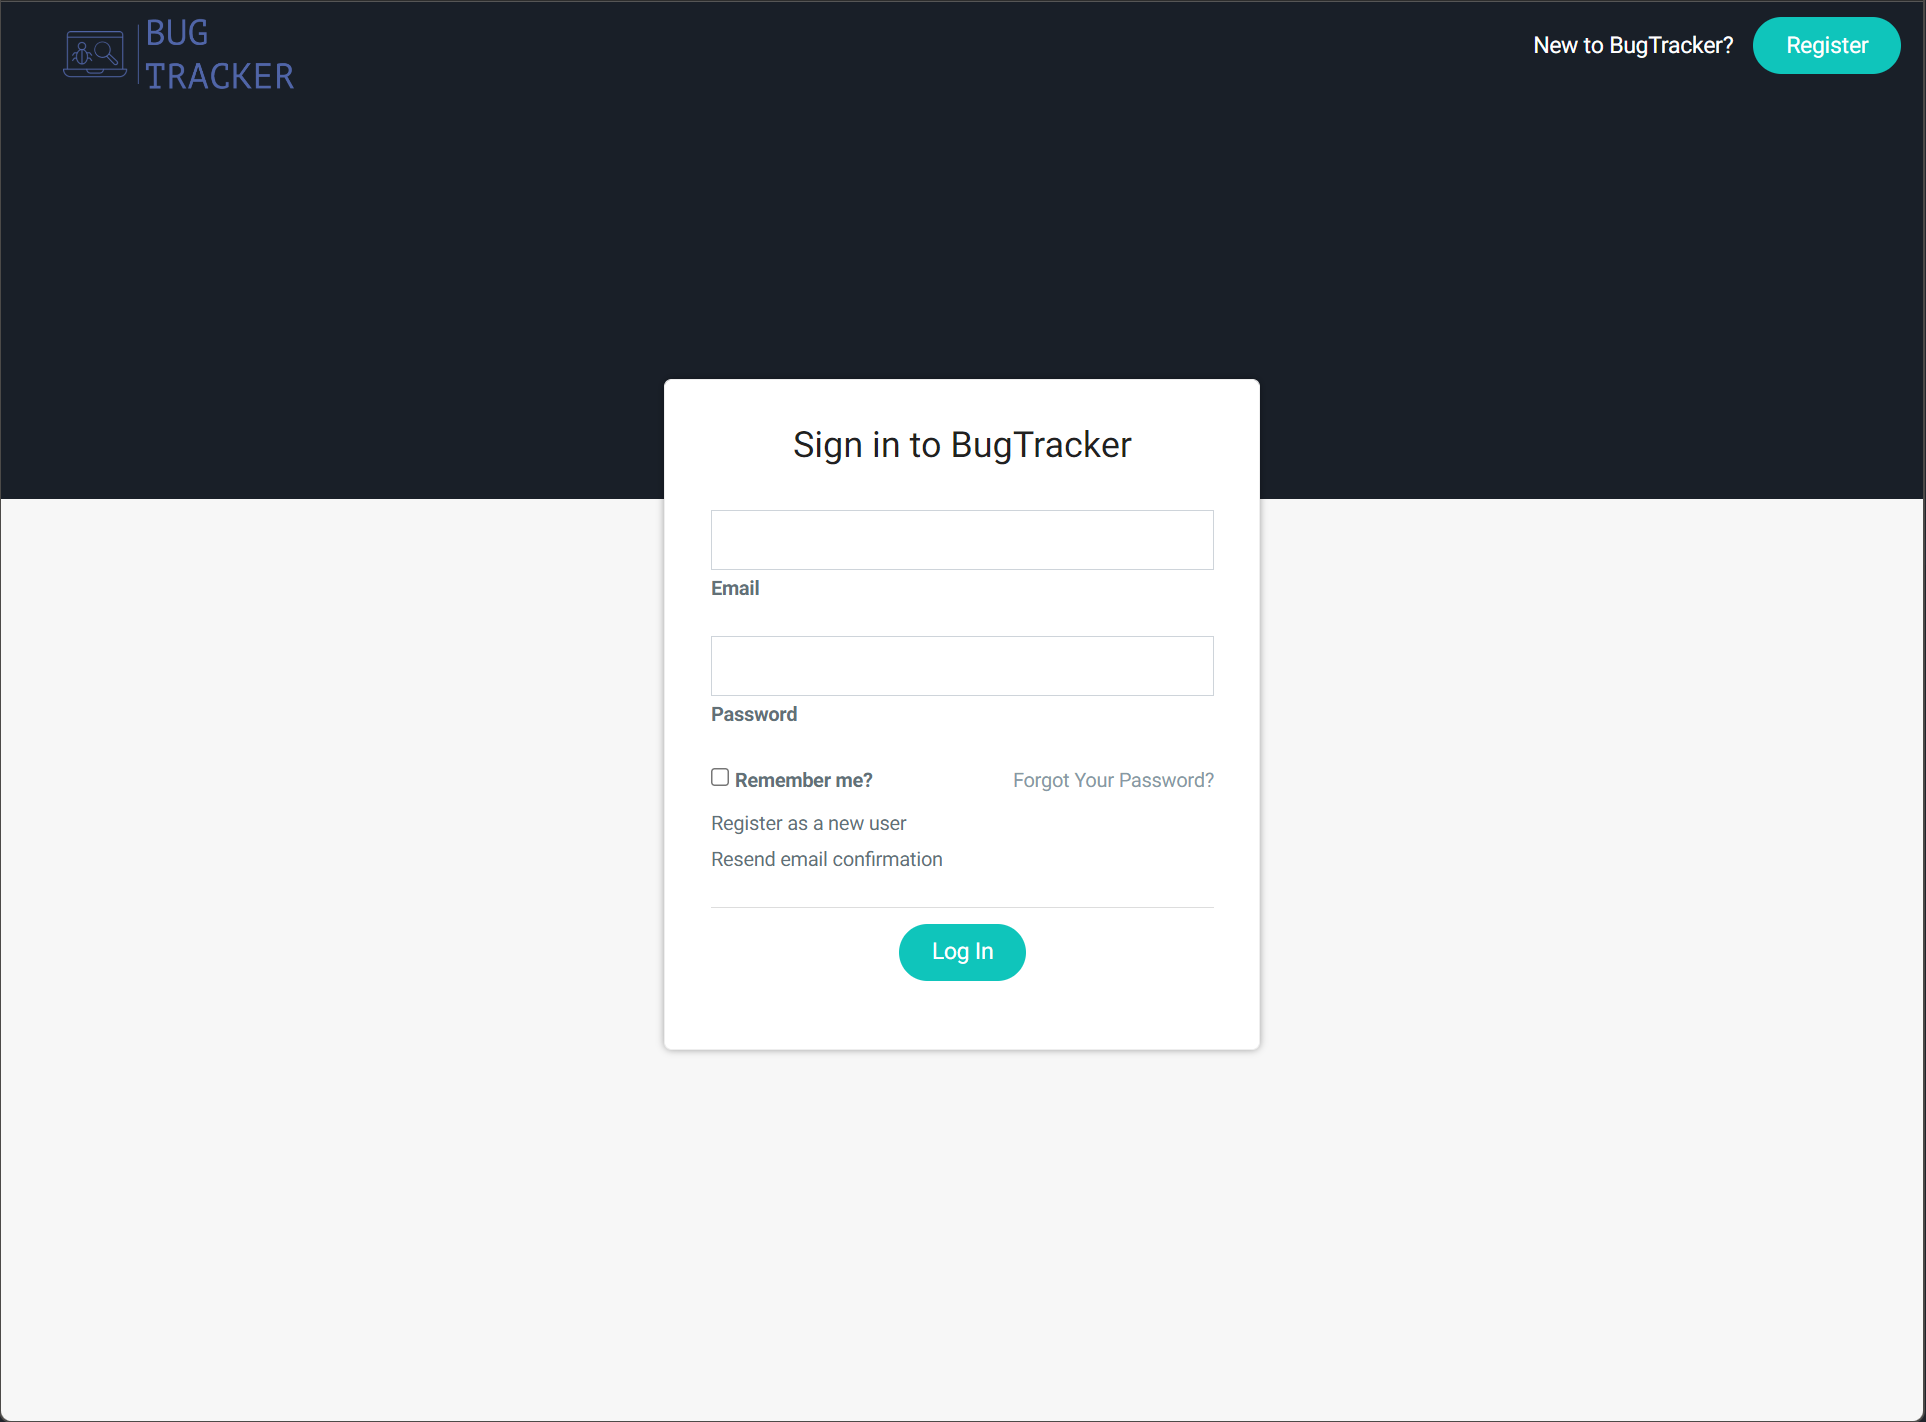 BUG
TRACKER
New to BugTracker?
Register
Sign in to BugTracker
Email
Password
Remember me?
Forgot Your Password?
Register as a new user
Resend email confirmation
Log In